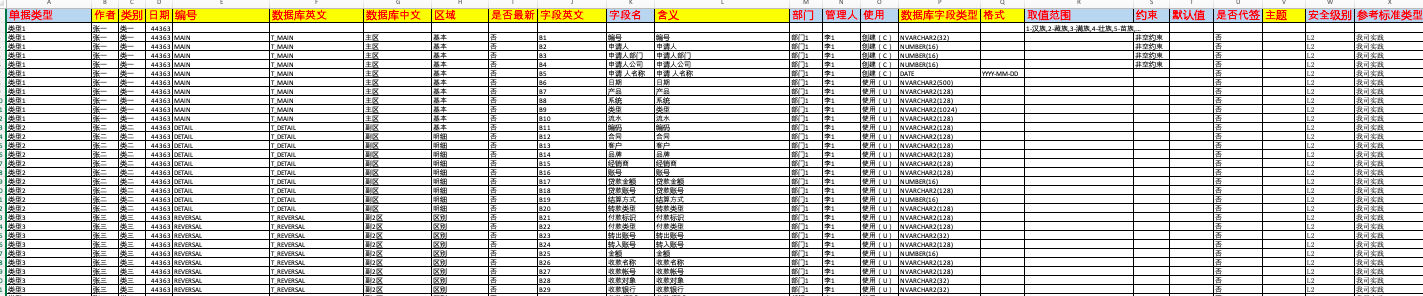 A B C D E F G H I J K L M N O P Q R S T U V W X
单据类型 作者 类别 日期 编号 数据库英文 数据库中文 区域 是否最新 字段英文 字段名 含义 部门 管理人 使用 数据库字段类型 格式 取值范围 约束 默认值 是否代签 主题 安全级别 参考标准类型
类型1 张一 类一 44363 主区 基本 否 部门1 李1 创建（C） 1-汉族,2-藏族,3-满族,4-壮族,5-苗族, 否 L2 我司实践
类型1 张一 类一 44363 MAIN T_MAIN 主区 基本 否 B1 编号 编号 部门1 李1 创建（C） NVARCHAR2(32) 非空约束 否 L2 我司实践
类型1 张一 类一 44363 MAIN T_MAIN 主区 基本 否 B2 申请人 申请人 部门1 李1 创建（C） NUMBER(16) 非空约束 否 L2 我司实践
类型1 张一 类一 44363 MAIN T_MAIN 主区 基本 否 B3 申请人部门 申请人部门 部门1 李1 创建（C） NUMBER(16) 非空约束 否 L2 我司实践
类型1 张一 类一 44363 MAIN T_MAIN 主区 基本 否 B4 申请人公司 申请人公司 部门1 李1 创建（C） NUMBER(16) 非空约束 否 L2 我司实践
类型1 张一 类一 44363 MAIN T_MAIN 主区 基本 否 B5 申请 人名称 申请 人名称 部门1 李1 创建（C） DATE YYYY-MM-DD 否 L2 我司实践
类型1 张一 类一 44363 MAIN T_MAIN 主区 基本 否 B6 日期 日期 部门1 李1 使用（U） NVARCHAR2(500) 否 L2 我司实践
类型1 张一 类一 44363 MAIN T_MAIN 主区 基本 否 B7 产品 产品 部门1 李1 使用（U） NVARCHAR2(128) 否 L2 我司实践
类型1 张一 类一 44363 MAIN T_MAIN 主区 基本 否 B8 系统 系统 部门1 李1 使用（U） NVARCHAR2(128) 否 L2 我司实践
类型1 张一 类一 44363 MAIN T_MAIN 主区 基本 否 B9 类型 类型 部门1 李1 使用（U） NVARCHAR2(1024) 否 L2 我司实践
类型1 张一 类一 44363 MAIN T_MAIN 主区 基本 否 B10 流水 流水 部门1 李1 使用（U） NVARCHAR2(128) 否 L2 我司实践
类型2 张二 类二 44363 DETAIL T_DETAIL 副区 基本 否 B11 编码 编码 部门1 李1 使用（U） NVARCHAR2(128) 否 L2 我司实践
类型2 张二 类二 44363 DETAIL T_DETAIL 副区 明细 否 B12 合同 合同 部门1 李1 使用（U） NVARCHAR2(128) 否 L2 我司实践
类型2 张二 类二 44363 DETAIL T_DETAIL 副区 明细 否 B13 客户 客户 部门1 李1 使用（U） NVARCHAR2(128) 否 L2 我司实践
类型2 张二 类二 44363 DETAIL T_DETAIL 副区 明细 否 B14 品牌 品牌 部门1 李1 使用（U） NVARCHAR2(128) 否 L2 我司实践
类型2 张二 类二 44363 DETAIL T_DETAIL 副区 明细 否 B15 经销商 经销商 部门1 李1 使用（U） NVARCHAR2(128) 否 L2 我司实践
类型2 张二 类二 44363 DETAIL T_DETAIL 副区 明细 否 B16 账号 账号 部门1 李1 使用（U） NVARCHAR2(128) 否 L2 我司实践
类型2 张二 类二 44363 DETAIL T_DETAIL 副区 明细 否 B17 贷款金额 贷款金额 部门1 李1 使用（U） NUMBER(16) 否 L2 我司实践
类型2 张二 类二 44363 DETAIL T_DETAIL 副区 明细 否 B18 贷款账号 贷款账号 部门1 李1 使用（U） NVARCHAR2(128) 否 L2 我司实践
类型2 张二 类二 44363 DETAIL T_DETAIL 副区 明细 否 B19 结算方式 结算方式 部门1 李1 使用（U） NUMBER(16) 否 L2 我司实践
类型2 张二 类二 44363 DETAIL T_DETAIL 副区 明细 否 B20 转款类型 转款类型 部门1 李1 使用（U） NVARCHAR2(128) 否 L2 我司实践
类型3 张三 类三 44363 REVERSAL T_REVERSAL 副2区 区别 否 B21 付款标识 付款标识 部门1 李1 使用（U） NVARCHAR2(128) 否 L2 我司实践
类型3 张三 类三 44363 REVERSAL T_REVERSAL 副2区 区别 否 B22 付款类型 付款类型 部门1 李1 使用（U） NVARCHAR2(128) 否 L2 我司实践
类型3 张三 类三 44363 REVERSAL T_REVERSAL 副2区 区别 否 B23 转出账号 转出账号 部门1 李1 使用（U） NVARCHAR2(32) 否 L2 我司实践
类型3 张三 类三 44363 REVERSAL T_REVERSAL 副2区 区别 否 B24 转入账号 转入账号 部门1 李1 使用（U） NVARCHAR2(128) 否 L2 我司实践
类型3 张三 类三 44363 REVERSAL T_REVERSAL 副2区 区别 否 B25 金额 金额 部门1 李1 使用（U） NUMBER(16) 否 L2 我司实践
类型3 张三 类三 44363 REVERSAL T_REVERSAL 副2区 区别 否 B26 收款名称 收款名称 部门1 李1 使用（U） NVARCHAR2(128) 否 L2 我司实践
类型3 张三 类三 44363 REVERSAL T_REVERSAL 副2区 区别 否 B27 收款帐号 收款帐号 部门1 李1 使用（U） NVARCHAR2(128) 否 L2 我司实践
类型3 张三 类三 44363 REVERSAL T_REVERSAL 副2区 区别 否 B28 收款对象 收款对象 部门1 李1 使用（U） NVARCHAR2(32) 否 L2 我司实践
类型3 张三 类三 44363 REVERSAL T_REVERSAL 副2区 区别 否 B29 收款银行 收款银行 部门1 李1 使用（U） NVARCHAR2(32) 否 L2 我司实践